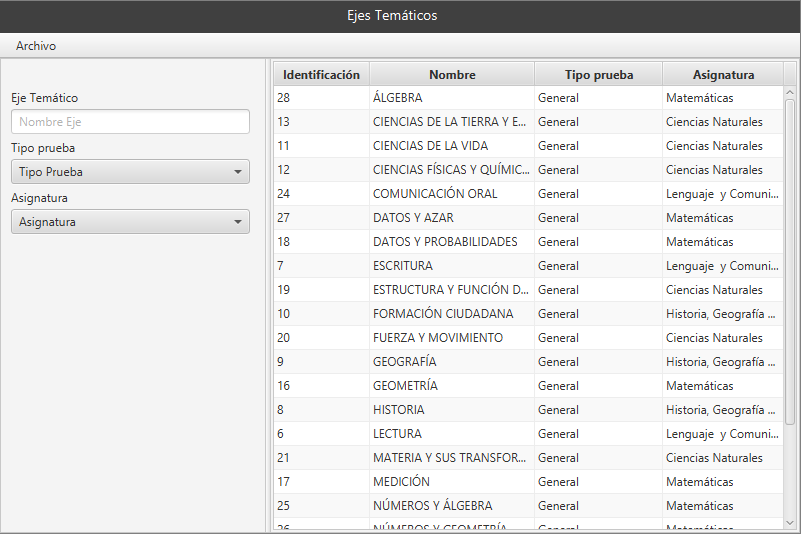 Ejes Temáticos
Archivo
Eje Temático
Nombre Eje
Tipo prueba
Tipo Prueba
Asignatura
Asignatura
Identificación Nombre Tipo prueba Asignatura
28 ÁLGEBRA General Matemáticas
13 CIENCIAS DE LA TIERRA Y E... General Ciencias Naturales
11 CIENCIAS DE LA VIDA General Ciencias Naturales
12 CIENCIAS FÍSICAS Y QUÍMIC... General Ciencias Naturales
24 COMUNICACIÓN ORAL General Lenguaje  y Comuni...
27 DATOS Y AZAR General Matemáticas
18 DATOS Y PROBABILIDADES General Matemáticas
7 ESCRITURA General Lenguaje  y Comuni...
19 ESTRUCTURA Y FUNCIÓN D... General Ciencias Naturales
10 FORMACIÓN CIUDADANA General Historia, Geografía ...
20 FUERZA Y MOVIMIENTO General Ciencias Naturales
9 GEOGRAFÍA General Historia, Geografía ...
16 GEOMETRÍA General Matemáticas
8 HISTORIA General Historia, Geografía ...
6 LECTURA General Lenguaje  y Comuni...
21 MATERIA Y SUS TRANSFOR... General Ciencias Naturales
17 MEDICIÓN General Matemáticas
25 NÚMEROS Y ÁLGEBRA General Matemáticas
26 NÚMEROS Y GEOMETRÍA General Matemáticas